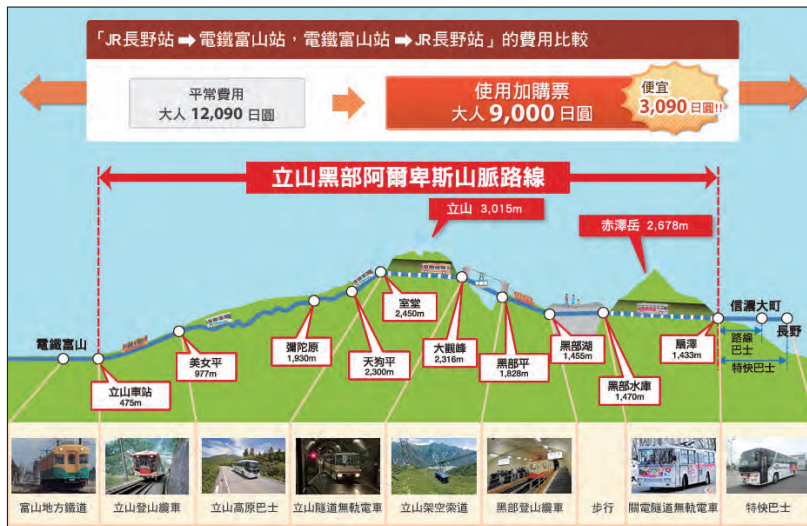 「JR長野站➡電鐵富山站,電鐵富山站➡JR長野站」的費用比較
平常費用
大人 12,090 日圓
使用加購票
大人 9,000 日圓
便宜
3,090 日圓!!
立山黑部阿爾卑斯山脈路線
立山 3,015m
赤澤岳 2,678m
電鐵富山
立山車站
475m
美女平
977m
彌陀原
1,930m
天狗平
2,300m
室堂
2,450m
大觀峰
2,316m
黑部平
1,828m
黑部湖
1,455m
黑部水庫
1,470m
扇澤
1,433m
信濃大町
長野
路線
巴士
特快巴士
富山地方鐵道
立山登山纜車
立山高原巴士
立山隧道無軌電車
立山架空索道
黑部登山纜車
步行
關電隧道無軌電車
特快巴士